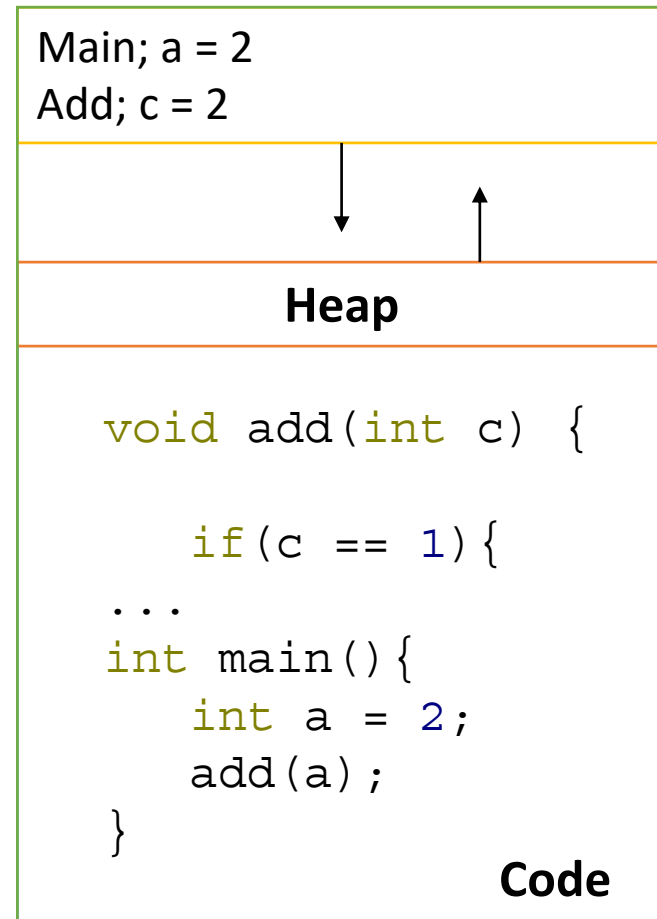 Main; a = 2
Add; c = 2
Heap
void add(int c) {
if(c == 1){
...
int main(){
int a = 2;
add(a);
}
Code